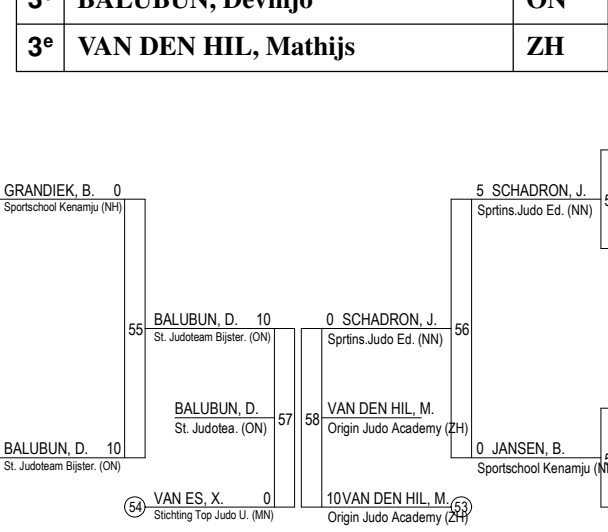 3e BALUBUN, Devinjo ON
3e VAN DEN HIL, Mathijs ZH
GRANDIEK, B. 0
Sportschool Kenamju (NH)
5 SCHADRON, J.
Sprtins.Judo Ed. (NN)
55
BALUBUN, D. 10
St. Judoteam Bijster. (ON)
0 SCHADRON, J.
Sprtins.Judo Ed. (NN)
56
BALUBUN, D.
St. Judotea. (ON)
57
58
VAN DEN HIL, M.
Origin Judo Academy (ZH)
BALUBUN, D. 10
St. Judoteam Bijster. (ON)
0 JANSEN, B.
Sportschool Kenamju (N
54
VAN ES, X. 0
Stichting Top Judo U. (MN)
10 VAN DEN HIL, M.
Origin Judo Academy (ZH)
53